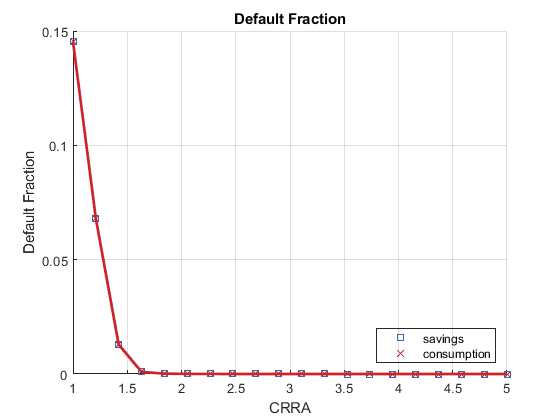 Default Fraction
0.15
0.1
0.05
0
Default Fraction
1 1.5 2 2.5 3 3.5 4 4.5 5
CRRA
savings
consumption